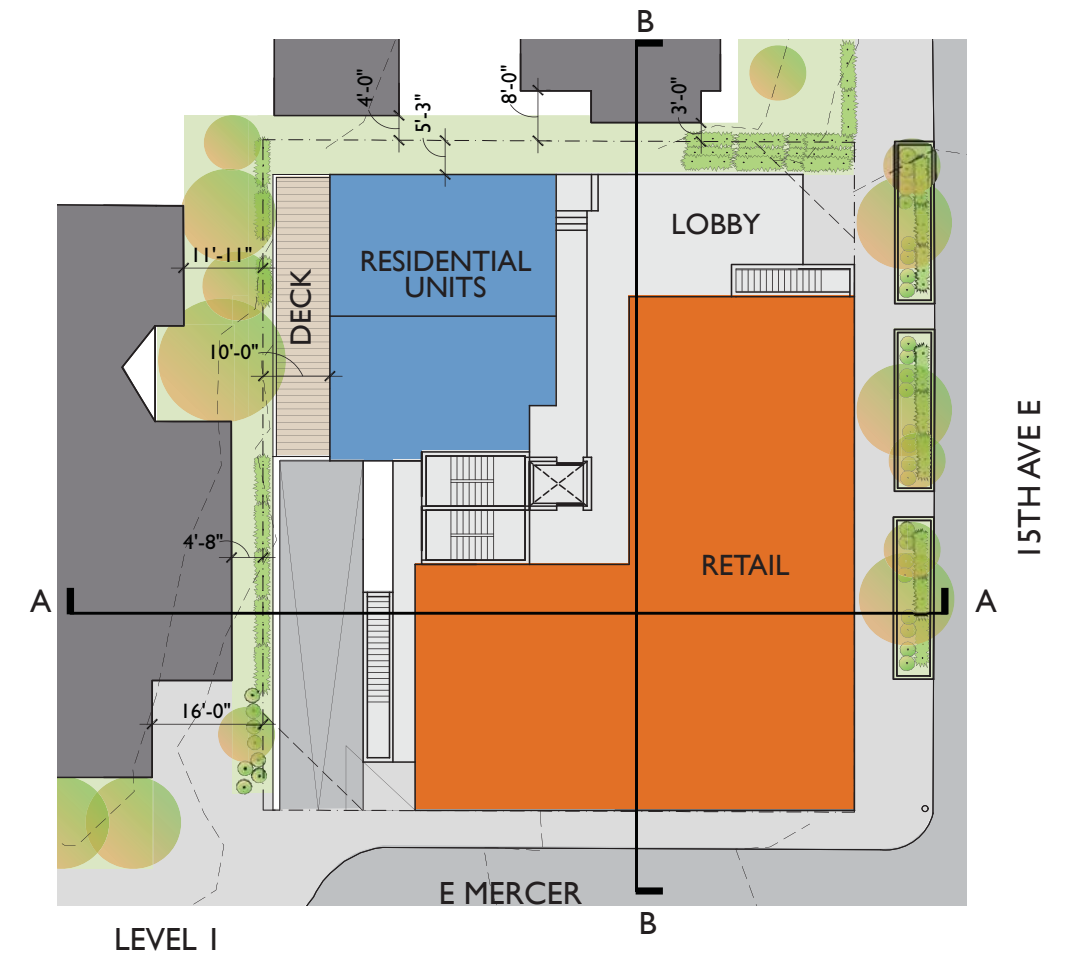 B
4'-0"
5'-3"
8'-0"
3'-0"
LOBBY
11'-11"
RESIDENTIAL
UNITS
DECK
10'-0"
15TH AVE E
4'-8"
RETAIL
A
A
16'-0"
E MERCER
B
LEVEL 1